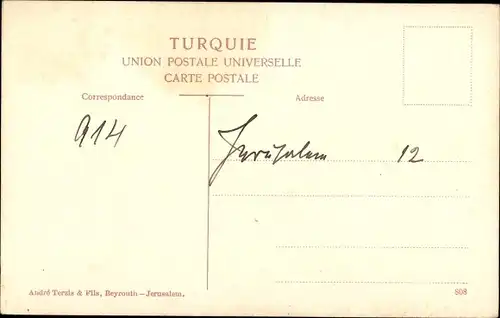 TURQUIE
UNION POSTALE UNIVERSELLE
CARTE POSTALE
Correspondance
Adresse
914
Jerusalem 12
André Terzis & Fils, Beyrouth—Jerusalem.
808